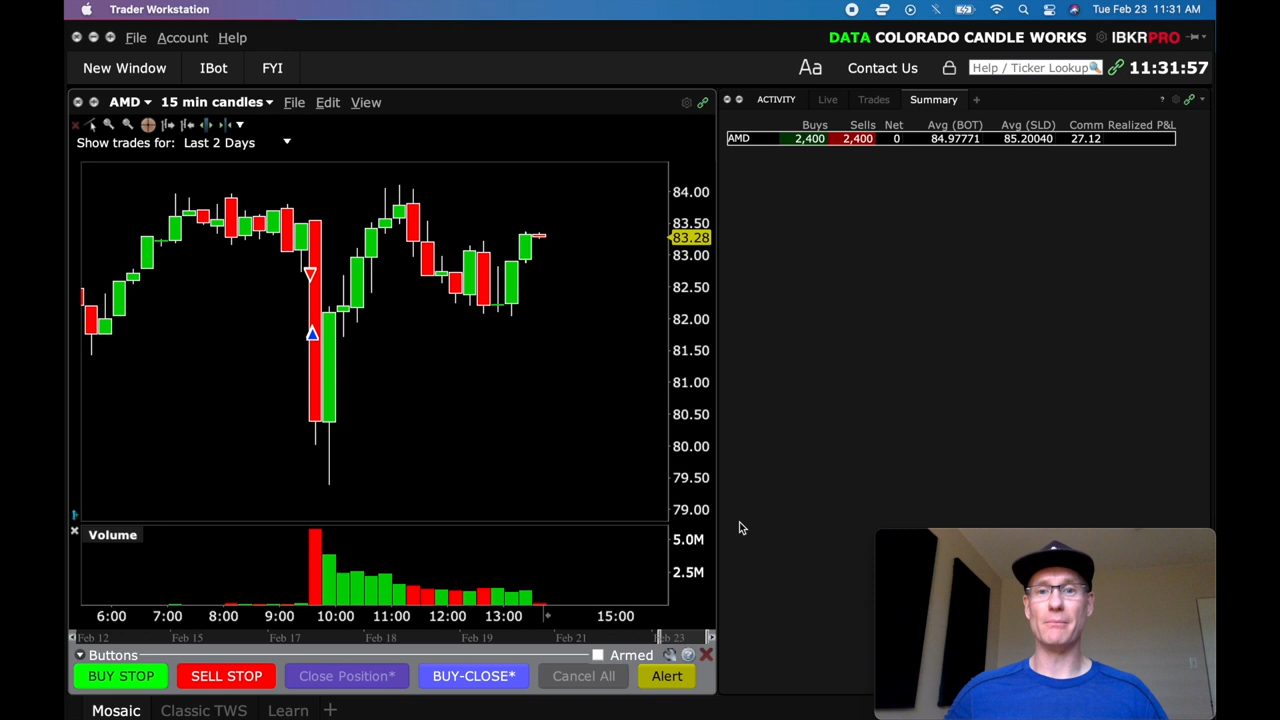 Trader Workstation
Tue Feb 23 11:31 AM
File Account Help
DATA COLORADO CANDLE WORKS IBKRPRO
New Window IBot FYI
Aa Contact Us Help / Ticker Lookup 11:31:57
AMD 15 min candles File Edit View
Show trades for: Last 2 Days
84.00
83.50
83.28
83.00
82.50
82.00
81.50
81.00
80.50
80.00
79.50
79.00
Volume
5.0M
2.5M
6:00 7:00 8:00 9:00 10:00 11:00 12:00 13:00 15:00
Feb 12 Feb 15 Feb 17 Feb 18 Feb 19 Feb 21 Feb 23
Buttons Armed
BUY STOP SELL STOP Close Position* BUY-CLOSE* Cancel All Alert
Mosaic Classic TWS Learn +
ACTIVITY Live Trades Summary +
Buys Sells Net Avg (BOT) Avg (SLD) Comm Realized P&L
AMD 2,400 2,400 0 84.97771 85.20040 27.12